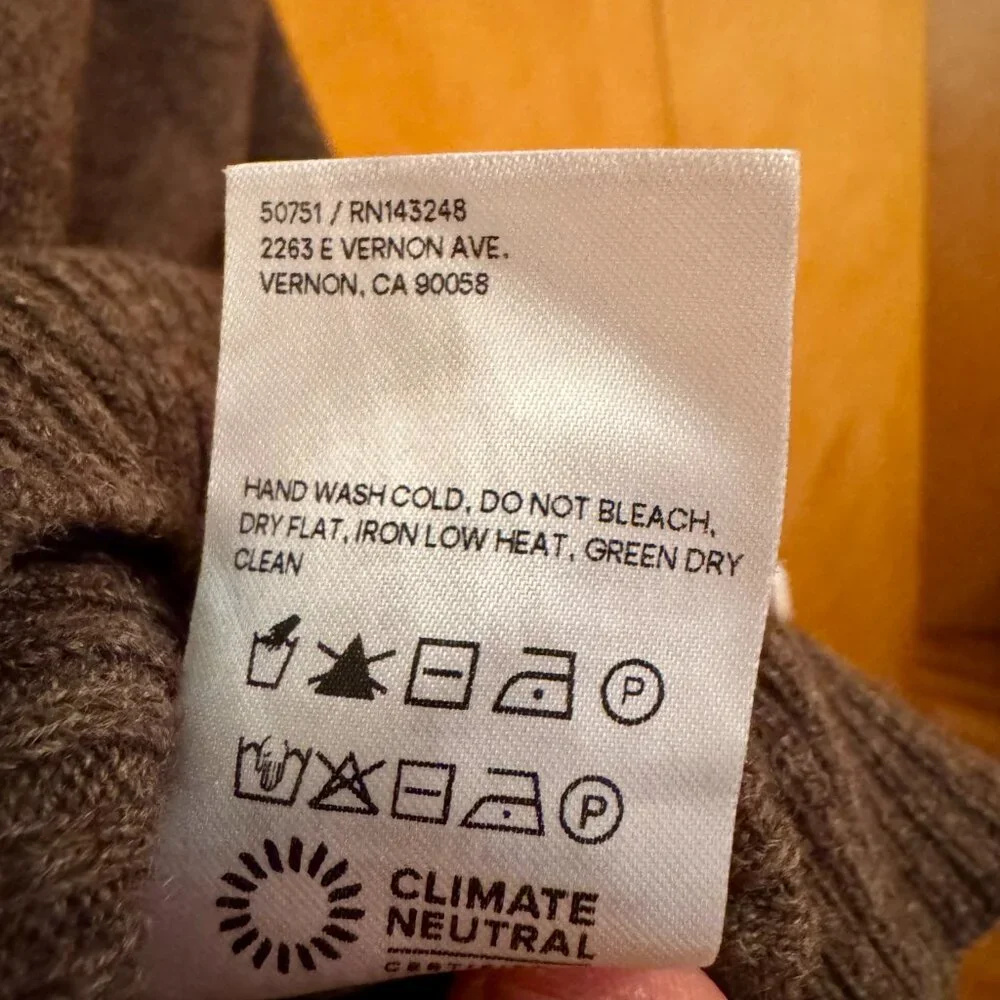 50751 / RN143248
2263 E VERNON AVE.
VERNON, CA 90058
HAND WASH COLD, DO NOT BLEACH,
DRY FLAT, IRON LOW HEAT, GREEN DRY
CLEAN
P
P
CLIMATE
NEUTRAL